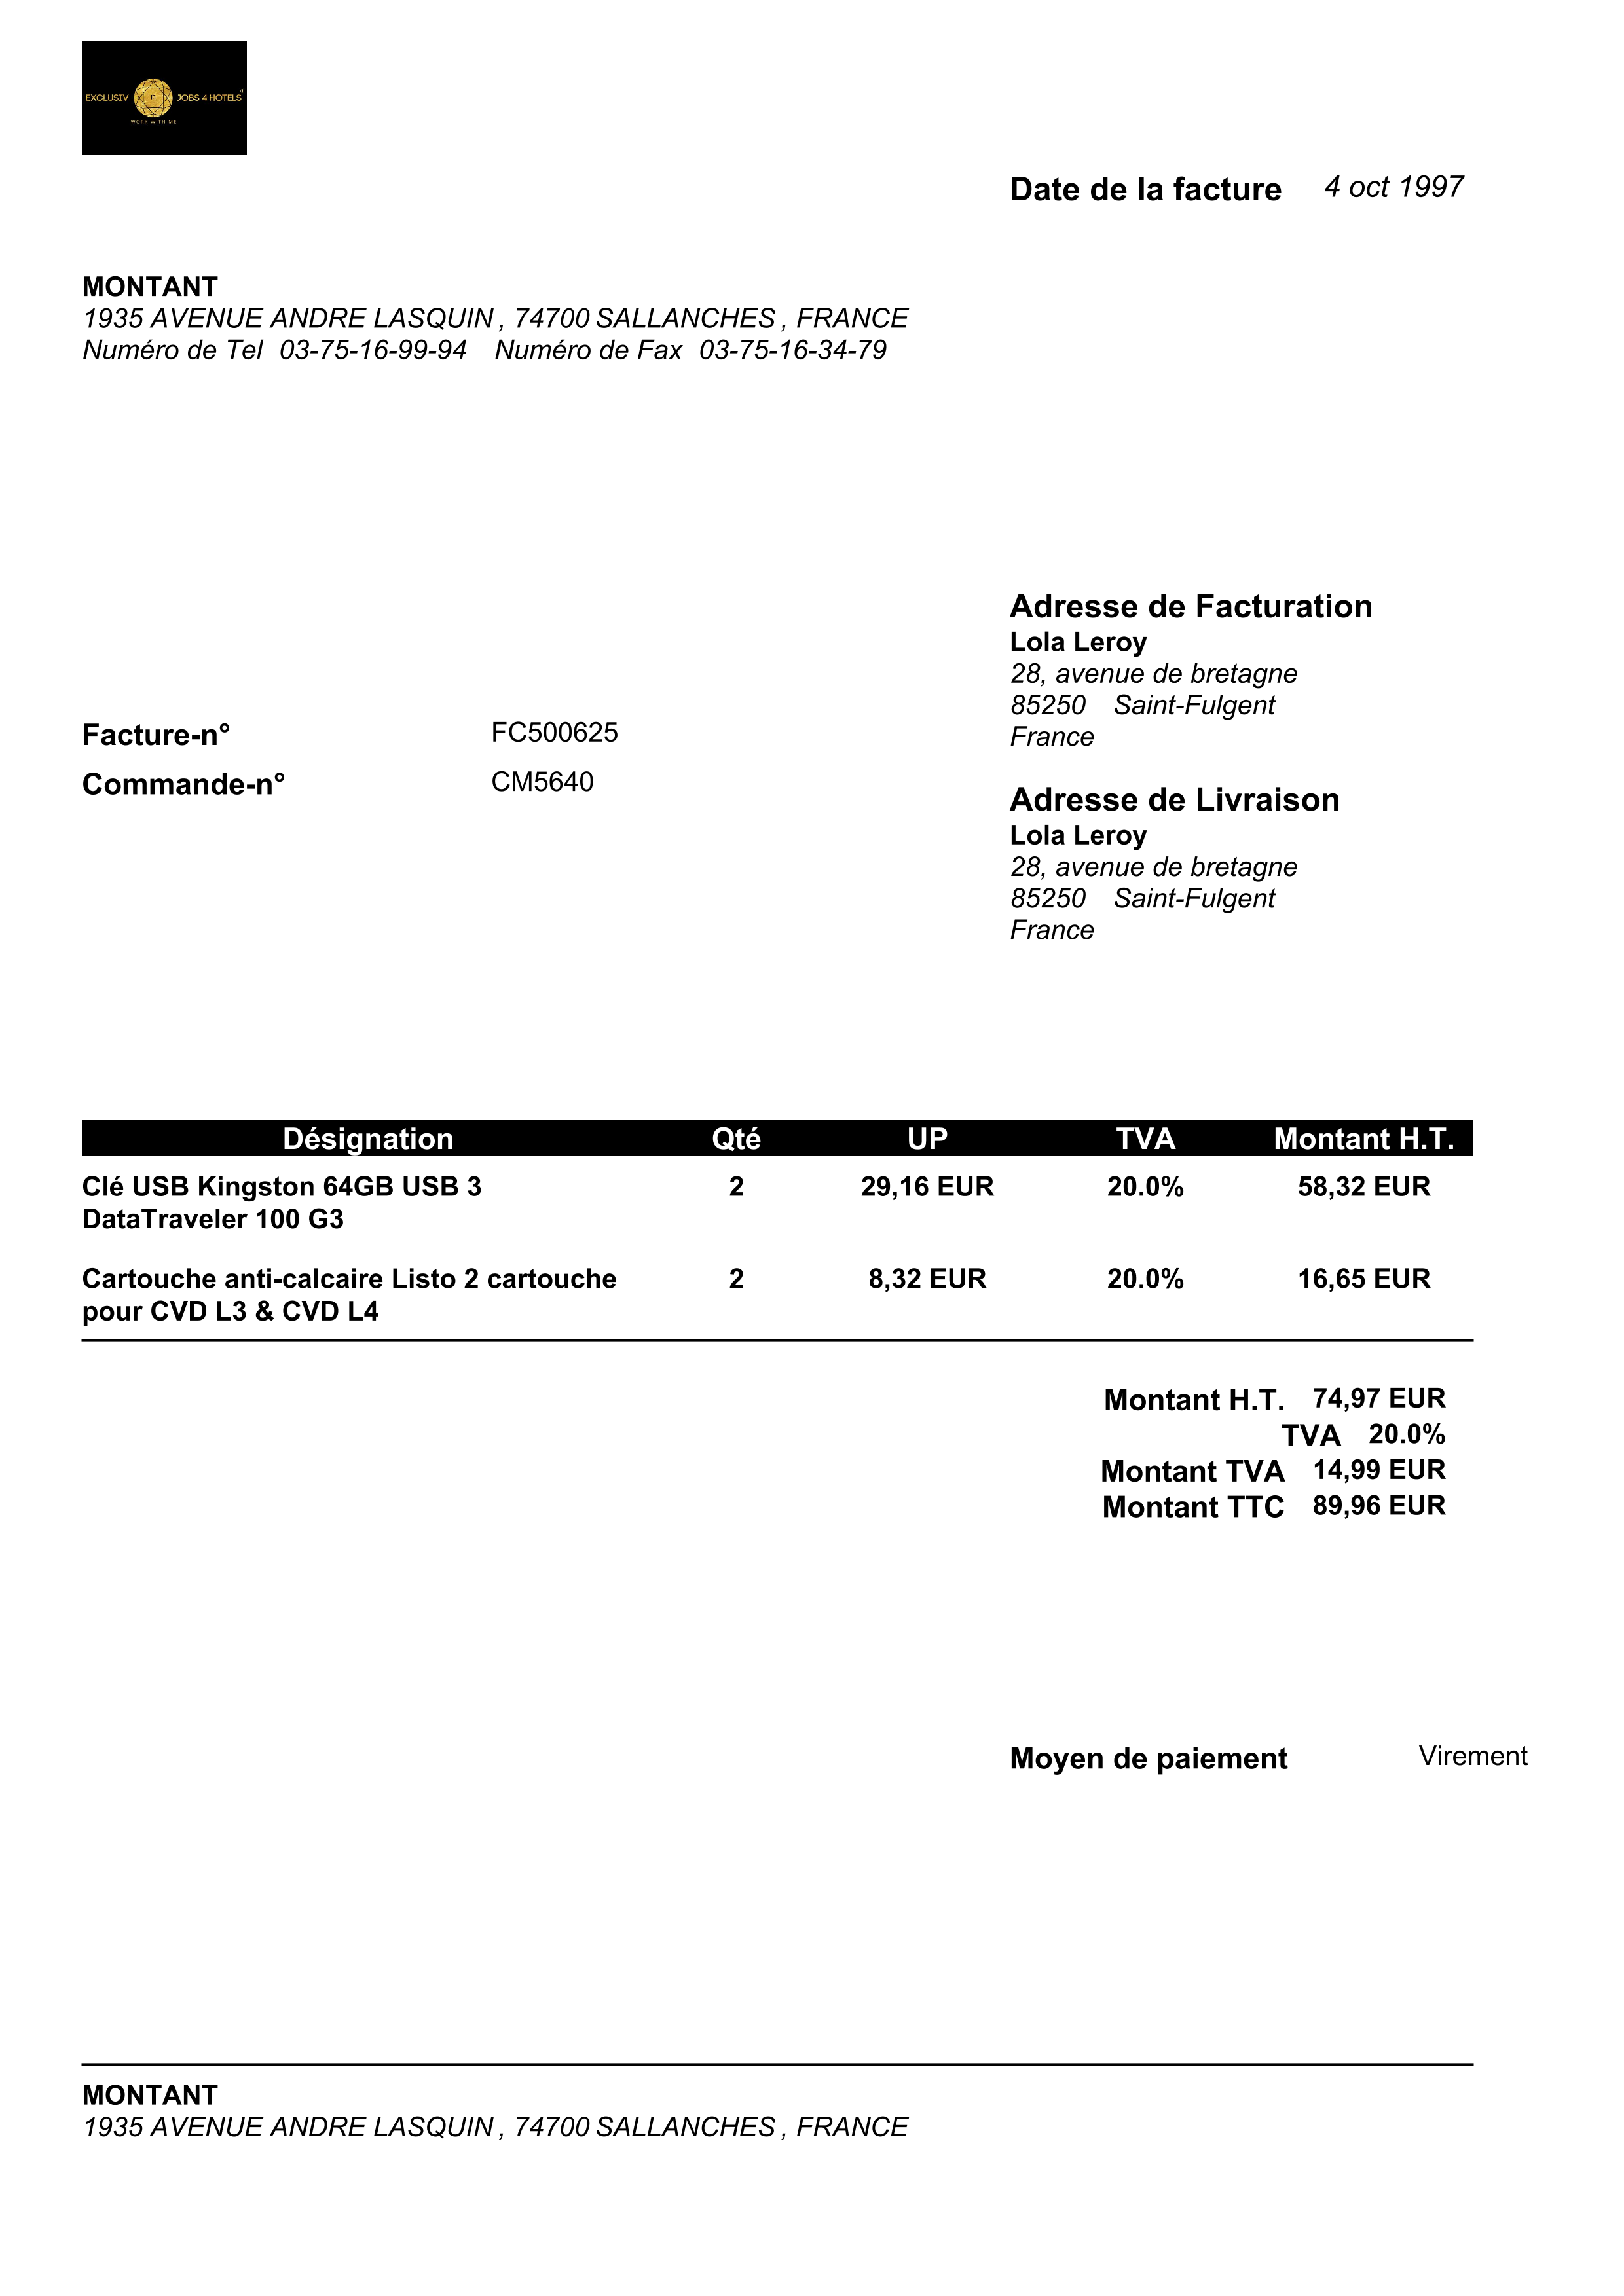 EXCLUSIV n JOBS 4 HOTELS
WORK WITH ME
Date de la facture 4 oct 1997
MONTANT
1935 AVENUE ANDRE LASQUIN , 74700 SALLANCHES , FRANCE
Numéro de Tel 03-75-16-99-94 Numéro de Fax 03-75-16-34-79
Adresse de Facturation
Lola Leroy
28, avenue de bretagne
85250 Saint-Fulgent
France
Facture-n° FC500625
Commande-n° CM5640
Adresse de Livraison
Lola Leroy
28, avenue de bretagne
85250 Saint-Fulgent
France
Désignation Qté UP TVA Montant H.T.
Clé USB Kingston 64GB USB 3 2 29,16 EUR 20.0% 58,32 EUR
DataTraveler 100 G3
Cartouche anti-calcaire Listo 2 cartouche 2 8,32 EUR 20.0% 16,65 EUR
pour CVD L3 & CVD L4
Montant H.T. 74,97 EUR
TVA 20.0%
Montant TVA 14,99 EUR
Montant TTC 89,96 EUR
Moyen de paiement Virement
MONTANT
1935 AVENUE ANDRE LASQUIN , 74700 SALLANCHES , FRANCE